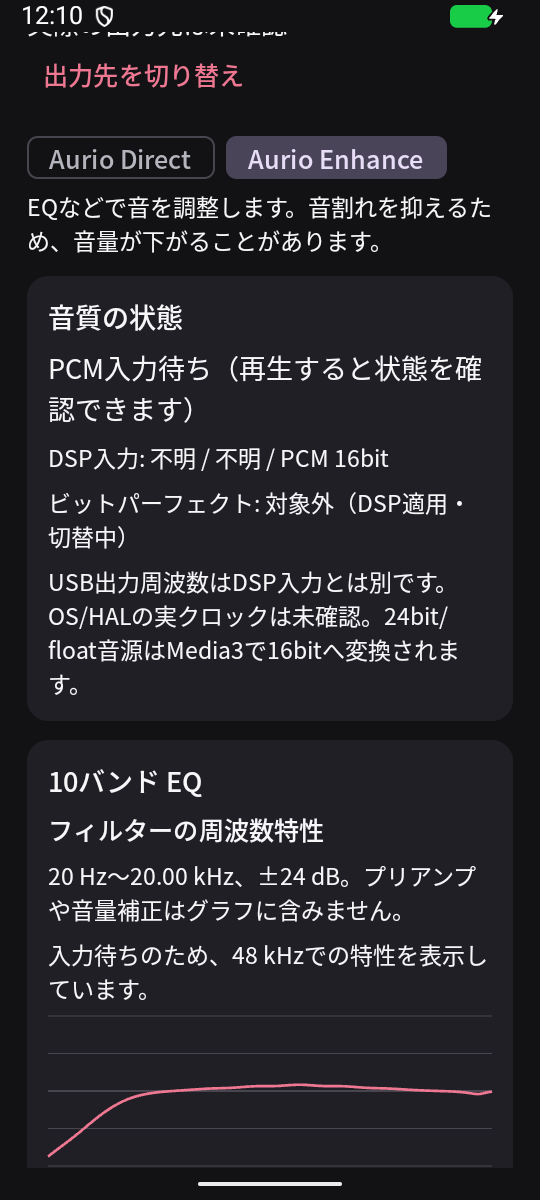 12:10
出力先を切り替え
Aurio Direct
Aurio Enhance
EQなどで音を調整します。音割れを抑えるた
め、音量が下がることがあります。
音質の状態
PCM入力待ち（再生すると状態を確
認できます）
DSP入力: 不明 / 不明 / PCM 16bit
ビットパーフェクト: 対象外（DSP適用・
切替中）
USB出力周波数はDSP入力とは別です。
OS/HALの実クロックは未確認。24bit/
float音源はMedia3で16bitへ変換されま
す。
10バンド EQ
フィルターの周波数特性
20 Hz〜20.00 kHz、±24 dB。プリアンプ
や音量補正はグラフに含みません。
入力待ちのため、48 kHzでの特性を表示し
ています。